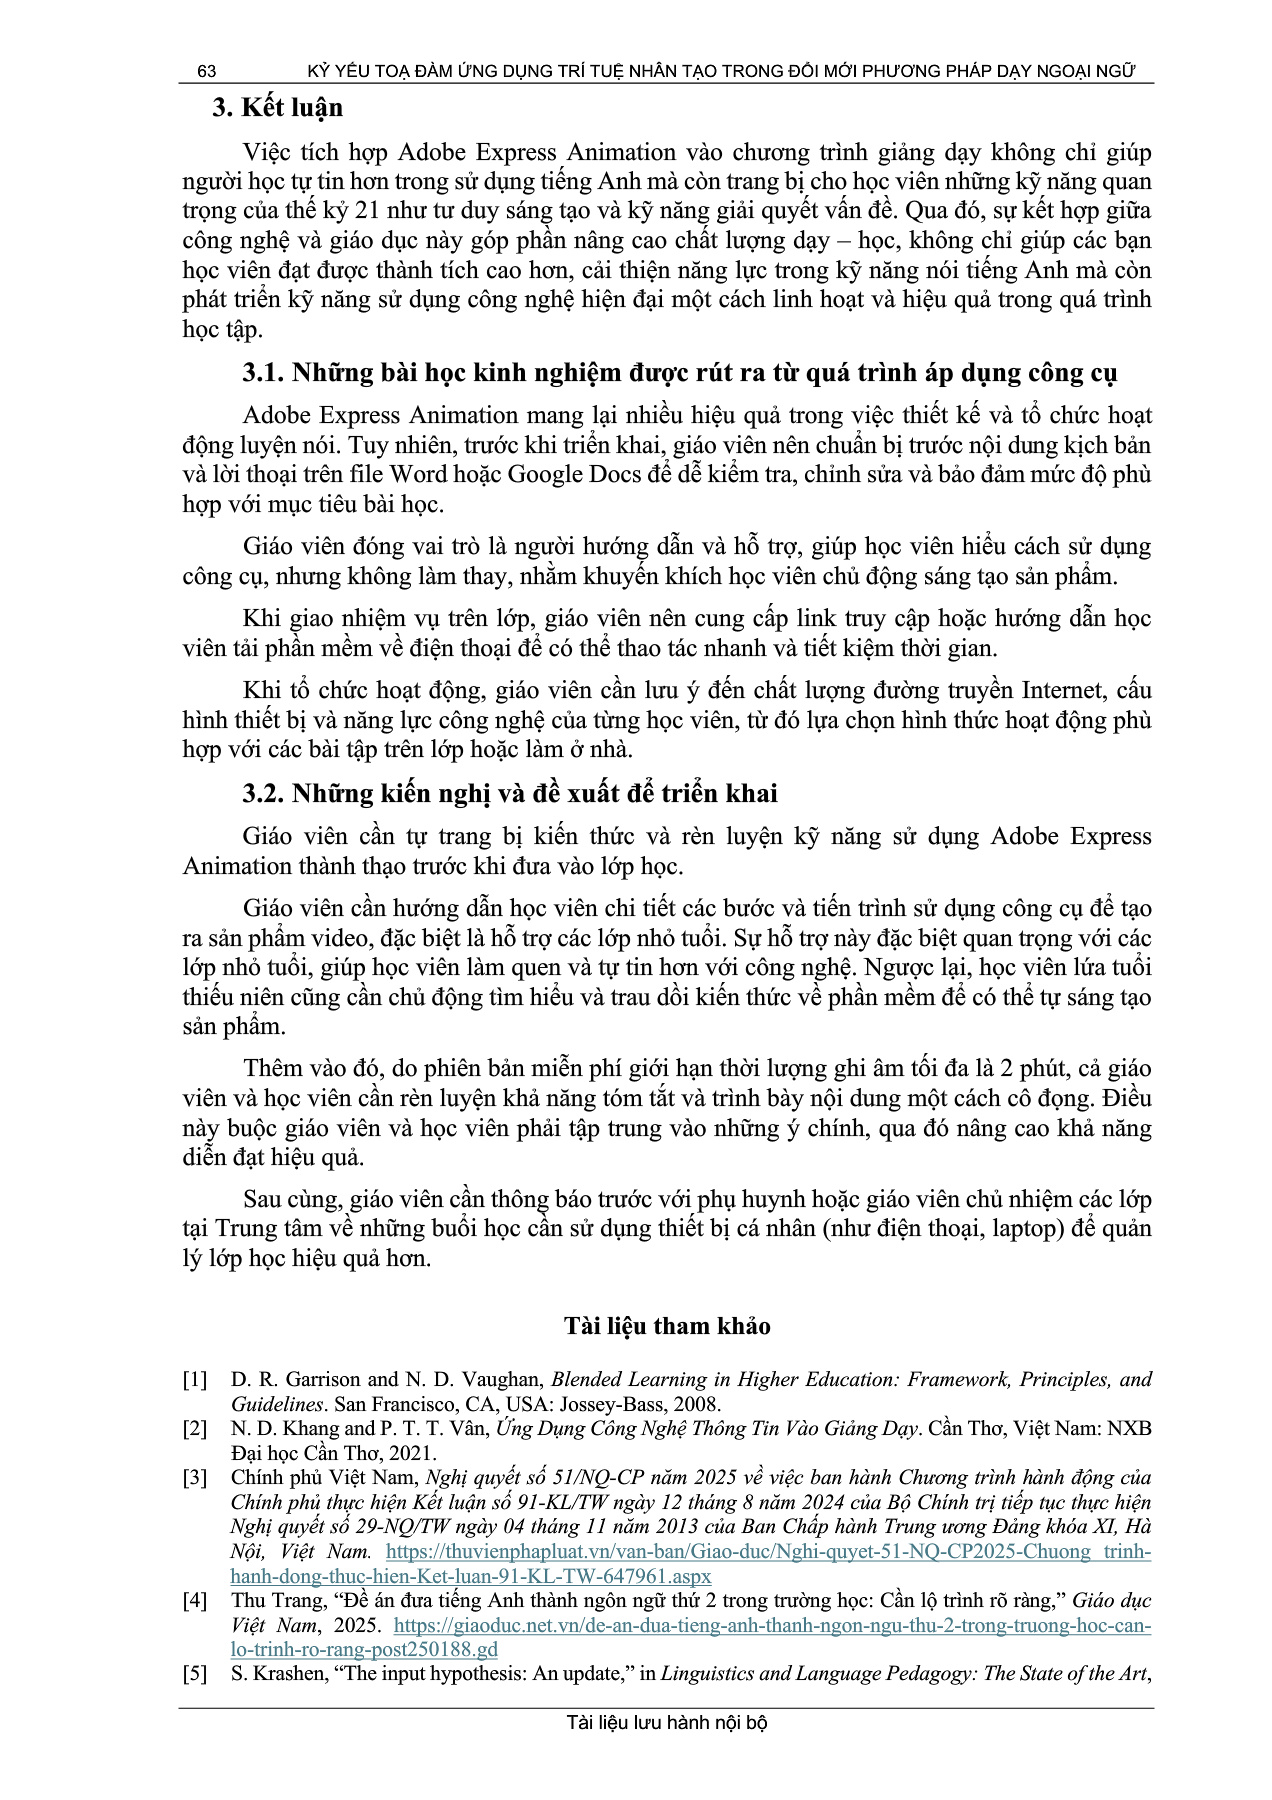 63 KỶ YẾU TOẠ ĐÀM ỨNG DỤNG TRÍ TUỆ NHÂN TẠO TRONG ĐỔI MỚI PHƯƠNG PHÁP DẠY NGOẠI NGỮ
3. Kết luận
Việc tích hợp Adobe Express Animation vào chương trình giảng dạy không chỉ giúp
người học tự tin hơn trong sử dụng tiếng Anh mà còn trang bị cho học viên những kỹ năng quan
trọng của thế kỷ 21 như tư duy sáng tạo và kỹ năng giải quyết vấn đề. Qua đó, sự kết hợp giữa
công nghệ và giáo dục này góp phần nâng cao chất lượng dạy – học, không chỉ giúp các bạn
học viên đạt được thành tích cao hơn, cải thiện năng lực trong kỹ năng nói tiếng Anh mà còn
phát triển kỹ năng sử dụng công nghệ hiện đại một cách linh hoạt và hiệu quả trong quá trình
học tập.
3.1. Những bài học kinh nghiệm được rút ra từ quá trình áp dụng công cụ
Adobe Express Animation mang lại nhiều hiệu quả trong việc thiết kế và tổ chức hoạt
động luyện nói. Tuy nhiên, trước khi triển khai, giáo viên nên chuẩn bị trước nội dung kịch bản
và lời thoại trên file Word hoặc Google Docs để dễ kiểm tra, chỉnh sửa và bảo đảm mức độ phù
hợp với mục tiêu bài học.
Giáo viên đóng vai trò là người hướng dẫn và hỗ trợ, giúp học viên hiểu cách sử dụng
công cụ, nhưng không làm thay, nhằm khuyến khích học viên chủ động sáng tạo sản phẩm.
Khi giao nhiệm vụ trên lớp, giáo viên nên cung cấp link truy cập hoặc hướng dẫn học
viên tải phần mềm về điện thoại để có thể thao tác nhanh và tiết kiệm thời gian.
Khi tổ chức hoạt động, giáo viên cần lưu ý đến chất lượng đường truyền Internet, cấu
hình thiết bị và năng lực công nghệ của từng học viên, từ đó lựa chọn hình thức hoạt động phù
hợp với các bài tập trên lớp hoặc làm ở nhà.
3.2. Những kiến nghị và đề xuất để triển khai
Giáo viên cần tự trang bị kiến thức và rèn luyện kỹ năng sử dụng Adobe Express
Animation thành thạo trước khi đưa vào lớp học.
Giáo viên cần hướng dẫn học viên chi tiết các bước và tiến trình sử dụng công cụ để tạo
ra sản phẩm video, đặc biệt là hỗ trợ các lớp nhỏ tuổi. Sự hỗ trợ này đặc biệt quan trọng với các
lớp nhỏ tuổi, giúp học viên làm quen và tự tin hơn với công nghệ. Ngược lại, học viên lứa tuổi
thiếu niên cũng cần chủ động tìm hiểu và trau dồi kiến thức về phần mềm để có thể tự sáng tạo
sản phẩm.
Thêm vào đó, do phiên bản miễn phí giới hạn thời lượng ghi âm tối đa là 2 phút, cả giáo
viên và học viên cần rèn luyện khả năng tóm tắt và trình bày nội dung một cách cô đọng. Điều
này buộc giáo viên và học viên phải tập trung vào những ý chính, qua đó nâng cao khả năng
diễn đạt hiệu quả.
Sau cùng, giáo viên cần thông báo trước với phụ huynh hoặc giáo viên chủ nhiệm các lớp
tại Trung tâm về những buổi học cần sử dụng thiết bị cá nhân (như điện thoại, laptop) để quản
lý lớp học hiệu quả hơn.
Tài liệu tham khảo
[1] D. R. Garrison and N. D. Vaughan, Blended Learning in Higher Education: Framework, Principles, and
Guidelines. San Francisco, CA, USA: Jossey-Bass, 2008.
[2] N. D. Khang and P. T. T. Vân, Ứng Dụng Công Nghệ Thông Tin Vào Giảng Dạy. Cần Thơ, Việt Nam: NXB
Đại học Cần Thơ, 2021.
[3] Chính phủ Việt Nam, Nghị quyết số 51/NQ-CP năm 2025 về việc ban hành Chương trình hành động của
Chính phủ thực hiện Kết luận số 91-KL/TW ngày 12 tháng 8 năm 2024 của Bộ Chính trị tiếp tục thực hiện
Nghị quyết số 29-NQ/TW ngày 04 tháng 11 năm 2013 của Ban Chấp hành Trung ương Đảng khóa XI, Hà
Nội, Việt Nam. https://thuvienphapluat.vn/van-ban/Giao-duc/Nghi-quyet-51-NQ-CP2025-Chuong trinh-
hanh-dong-thuc-hien-Ket-luan-91-KL-TW-647961.aspx
[4] Thu Trang, “Đề án đưa tiếng Anh thành ngôn ngữ thứ 2 trong trường học: Cần lộ trình rõ ràng,” Giáo dục
Việt Nam, 2025. https://giaoduc.net.vn/de-an-dua-tieng-anh-thanh-ngon-ngu-thu-2-trong-truong-hoc-can-
lo-trinh-ro-rang-post250188.gd
[5] S. Krashen, “The input hypothesis: An update,” in Linguistics and Language Pedagogy: The State of the Art,
Tài liệu lưu hành nội bộ